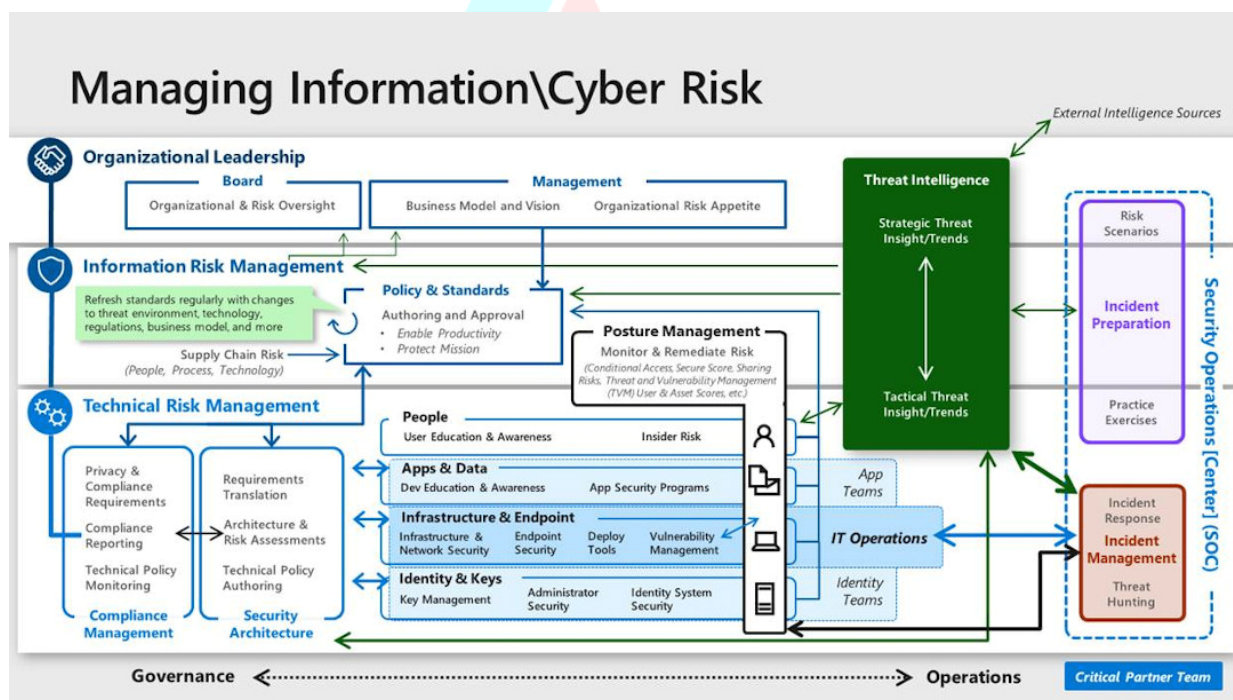 Managing Information\Cyber Risk
External Intelligence Sources
Organizational Leadership
Board
Organizational & Risk Oversight
Management
Business Model and Vision
Organizational Risk Appetite
Information Risk Management
Refresh standards regularly with changes
to threat environment, technology,
regulations, business model, and more
Supply Chain Risk
(People, Process, Technology)
Policy & Standards
Authoring and Approval
• Enable Productivity
• Protect Mission
Posture Management
Monitor & Remediate Risk
(Conditional Access, Secure Score, Sharing
Risks, Threat and Vulnerability Management
(TVM) User & Asset Scores, etc.)
Threat Intelligence
Strategic Threat
Insight/Trends
Tactical Threat
Insight/Trends
Risk
Scenarios
Incident
Preparation
Practice
Exercises
Security Operations [Center] (SOC)
Technical Risk Management
Privacy &
Compliance
Requirements
Compliance
Reporting
Technical Policy
Monitoring
Compliance
Management
Requirements
Translation
Architecture &
Risk Assessments
Technical Policy
Authoring
Security
Architecture
People
User Education & Awareness
Insider Risk
Apps & Data
Dev Education & Awareness
App Security Programs
App
Teams
Infrastructure & Endpoint
Infrastructure &
Network Security
Endpoint
Security
Deploy
Tools
Vulnerability
Management
IT Operations
Identity & Keys
Key Management
Administrator
Security
Identity System
Security
Identity
Teams
Incident
Response
Incident
Management
Threat
Hunting
Governance
Operations
Critical Partner Team